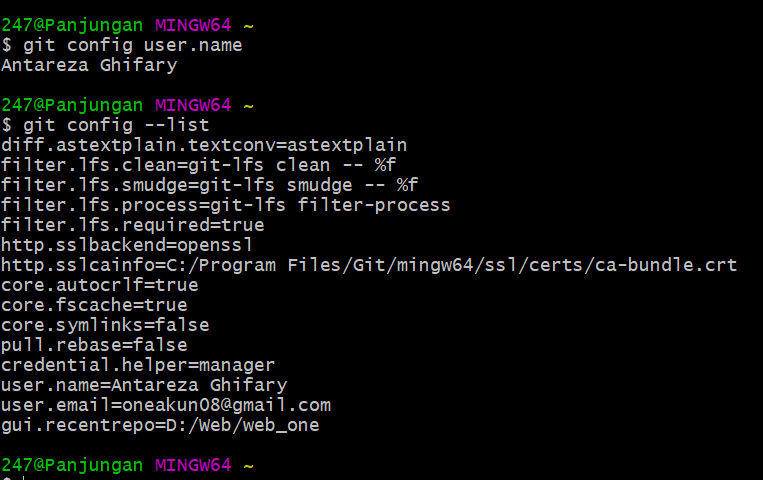 247@Panjungan MINGW64 ~
$ git config user.name
Antareza Ghifary
247@Panjungan MINGW64 ~
$ git config --list
diff.astextplain.textconv=astextplain
filter.lfs.clean=git-lfs clean -- %f
filter.lfs.smudge=git-lfs smudge -- %f
filter.lfs.process=git-lfs filter-process
filter.lfs.required=true
http.sslbackend=openssl
http.sslcainfo=C:/Program Files/Git/mingw64/ssl/certs/ca-bundle.crt
core.autocrlf=true
core.fscache=true
core.symlinks=false
pull.rebase=false
credential.helper=manager
user.name=Antareza Ghifary
user.email=oneakun08@gmail.com
gui.recentrepo=D:/Web/web_one
247@Panjungan MINGW64 ~
$